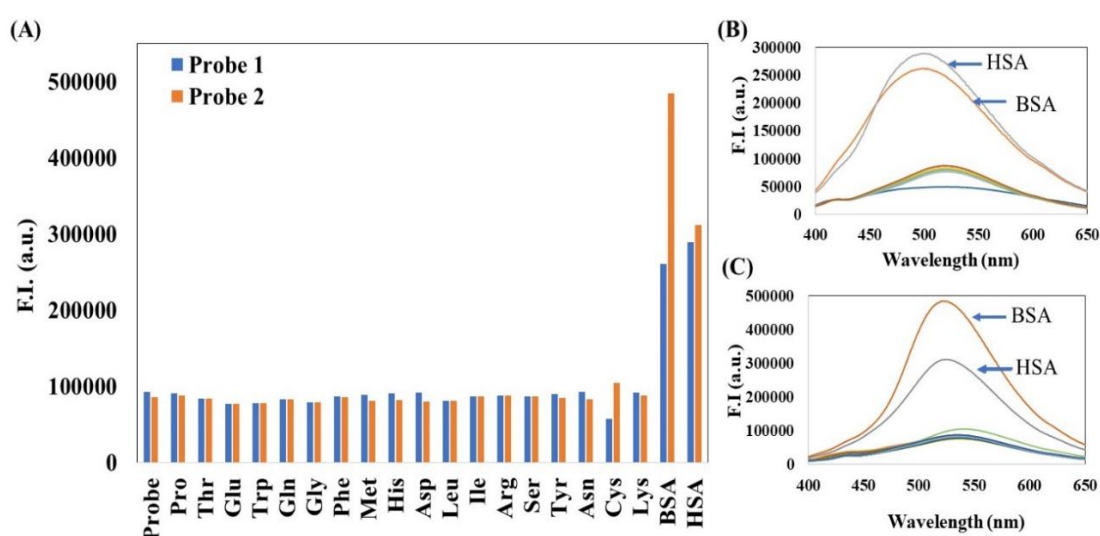 (A)
Probe 1
Probe 2
500000
400000
300000
200000
100000
0
F.I. (a.u.)
Probe
Pro
Thr
Glu
Trp
Gln
Gly
Phe
Met
His
Asp
Leu
Ile
Arg
Ser
Tyr
Asn
Cys
Lys
BSA
HSA
(B)
300000
250000
200000
150000
100000
50000
0
F.I. (a.u.)
HSA
BSA
400 450 500 550 600 650
Wavelength (nm)
(C)
500000
400000
300000
200000
100000
0
F.I (a.u.)
BSA
HSA
400 450 500 550 600 650
Wavelength (nm)